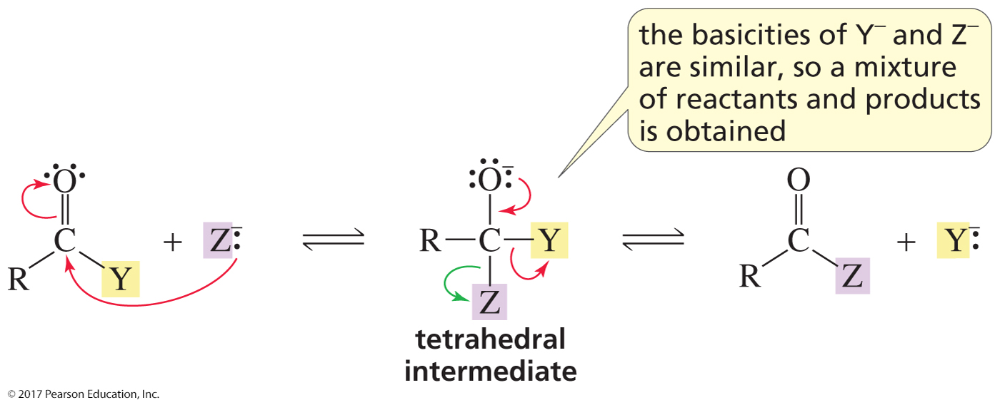 the basicities of Y⁻ and Z⁻
are similar, so a mixture
of reactants and products
is obtained
O
C
R
Y
+
Z⁻
O⁻
R
C
Y
Z
tetrahedral
intermediate
O
C
R
Z
+
Y⁻
© 2017 Pearson Education, Inc.